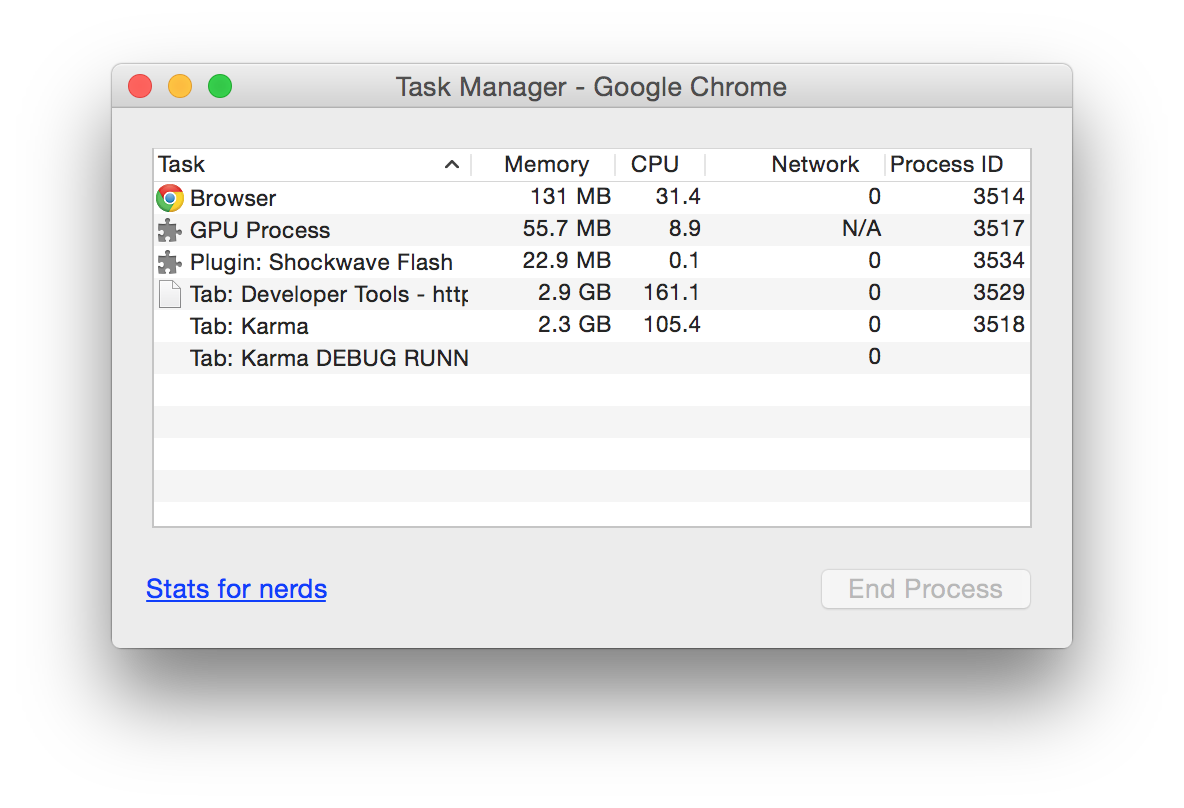 Task Manager - Google Chrome
Task Memory CPU Network Process ID
Browser 131 MB 31.4 0 3514
GPU Process 55.7 MB 8.9 N/A 3517
Plugin: Shockwave Flash 22.9 MB 0.1 0 3534
Tab: Developer Tools - http 2.9 GB 161.1 0 3529
Tab: Karma 2.3 GB 105.4 0 3518
Tab: Karma DEBUG RUNN 0
Stats for nerds End Process